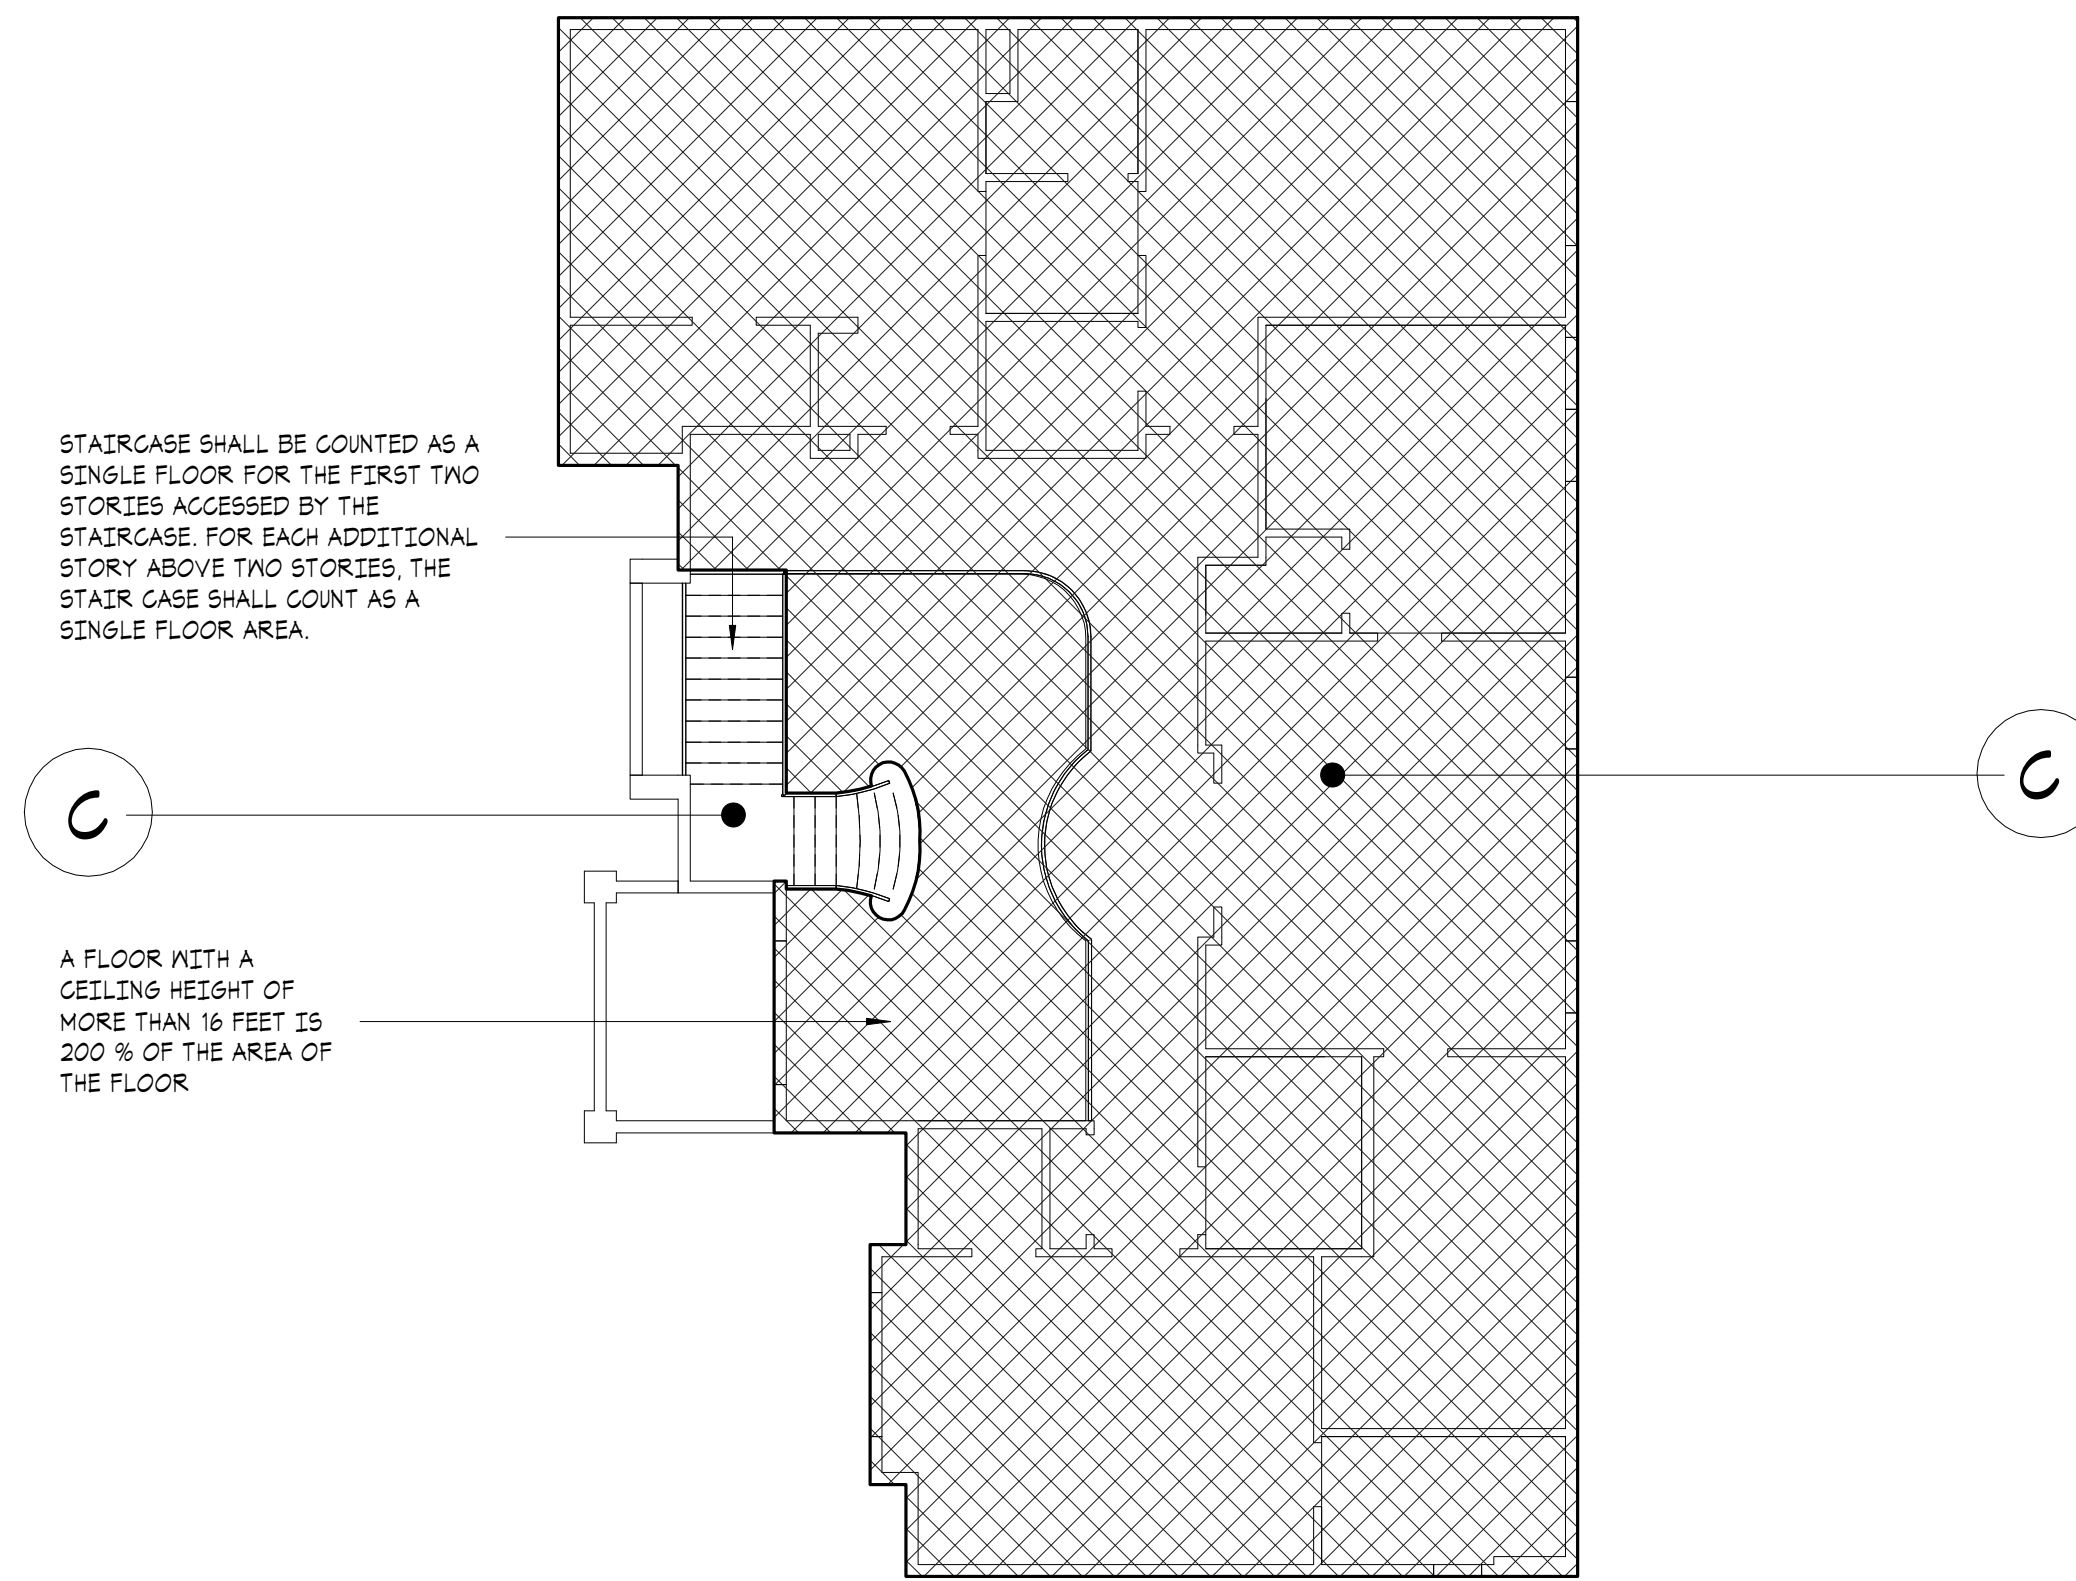 STAIRCASE SHALL BE COUNTED AS A
SINGLE FLOOR FOR THE FIRST TWO
STORIES ACCESSED BY THE
STAIRCASE. FOR EACH ADDITIONAL
STORY ABOVE TWO STORIES, THE
STAIR CASE SHALL COUNT AS A
SINGLE FLOOR AREA.
C
C
A FLOOR WITH A
CEILING HEIGHT OF
MORE THAN 16 FEET IS
200 % OF THE AREA OF
THE FLOOR